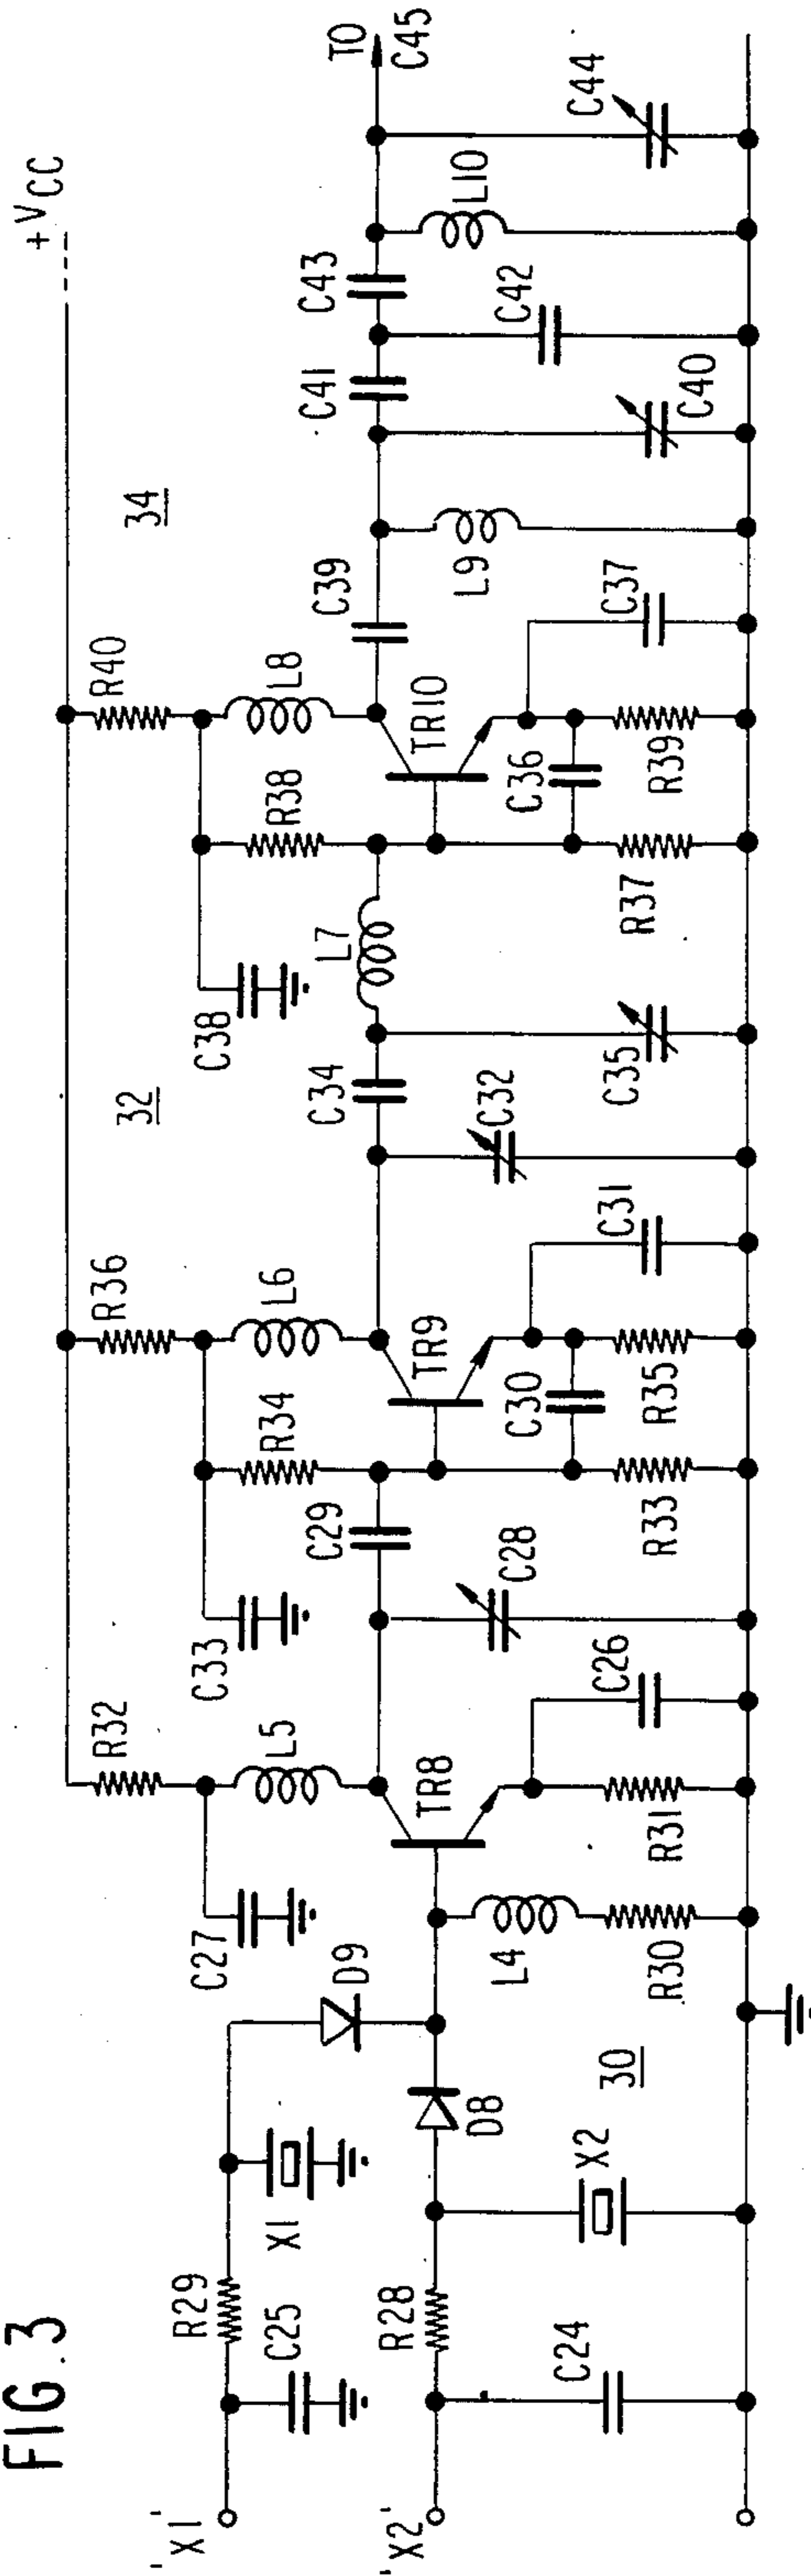 FIG. 3
+ VCC
'X1'
R29
C25
X1
D9
'X2'
R28
C24
X2
D8
30
L4
R30
C27
R32
L5
TR8
R31
C26
C28
C29
C33
R34
R36
L6
TR9
C30
R33
R35
C31
32
C32
C34
C35
L7
C38
R38
R40
L8
TR10
C36
R37
R39
C37
34
C39
L9
C40
C41
C42
C43
L10
C44
TO
C45